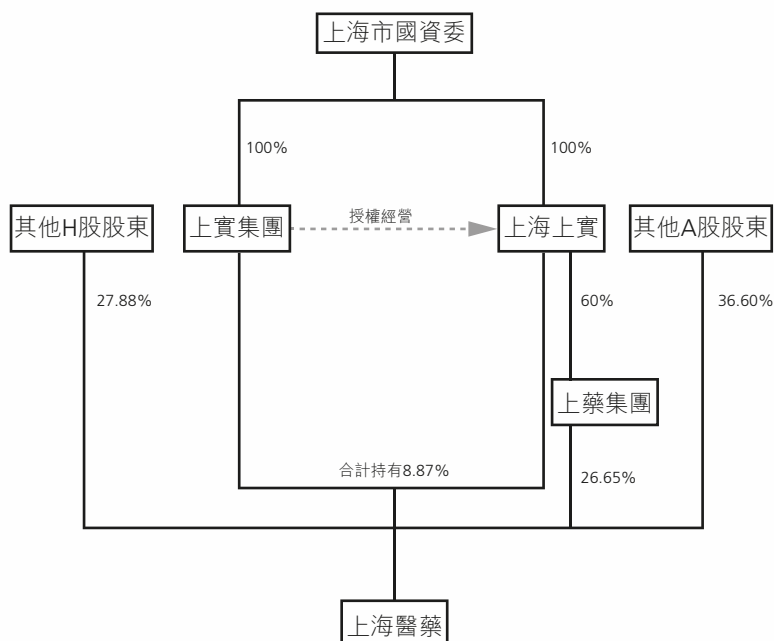 上海市國資委
100%
100%
其他H股股東
上實集團
授權經營
上海上實
其他A股股東
27.88%
60%
36.60%
上藥集團
合計持有8.87%
26.65%
上海醫藥